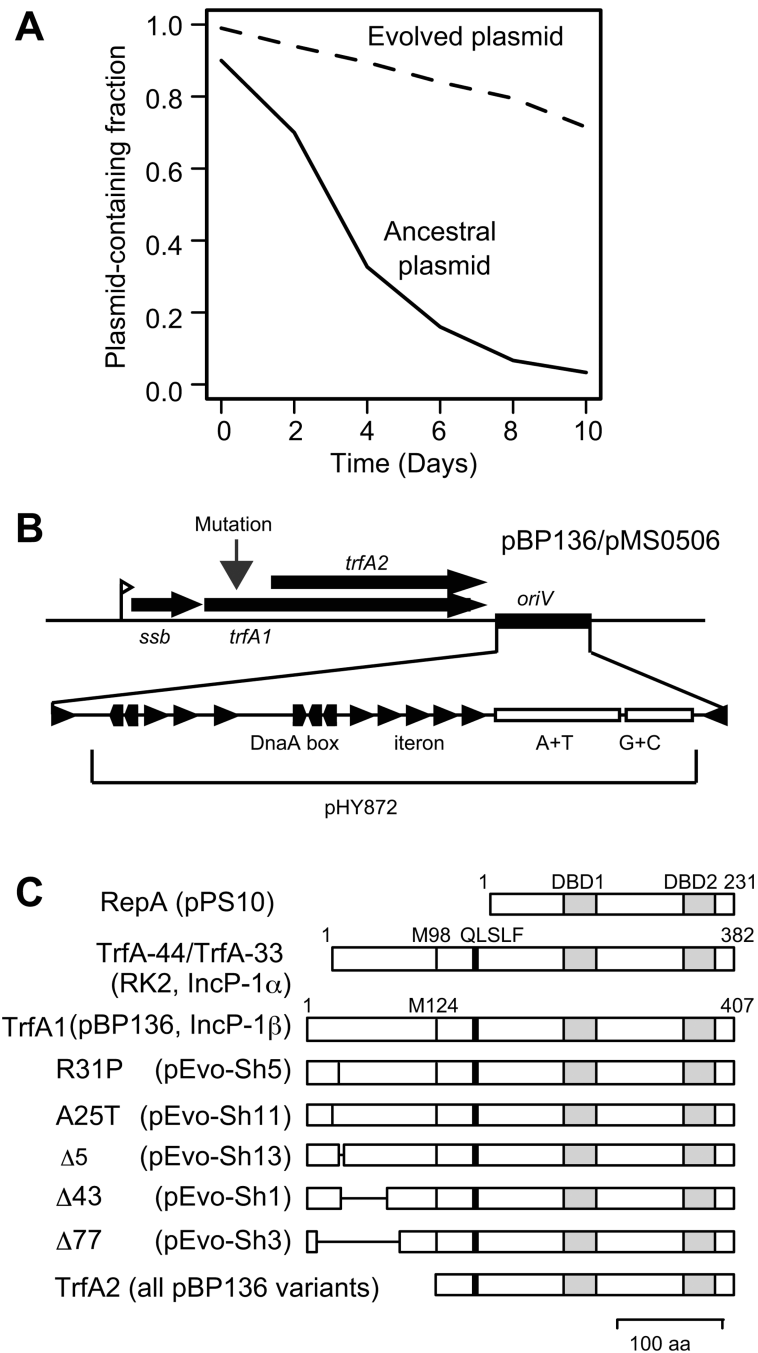 A
Plasmid-containing fraction
1.0
0.8
0.6
0.4
0.2
0.0
Evolved plasmid
Ancestral
plasmid
0 2 4 6 8 10
Time (Days)
B
Mutation
pBP136/pMS0506
trfA2
oriV
ssb trfA1
DnaA box iteron A+T G+C
pHY872
C
1 DBD1 DBD2 231
RepA (pPS10)
1 M98 QLSLF 382
TrfA-44/TrfA-33
(RK2, IncP-1α)
1 M124 407
TrfA1(pBP136, IncP-1β)
R31P (pEvo-Sh5)
A25T (pEvo-Sh11)
Δ5 (pEvo-Sh13)
Δ43 (pEvo-Sh1)
Δ77 (pEvo-Sh3)
TrfA2 (all pBP136 variants)
100 aa